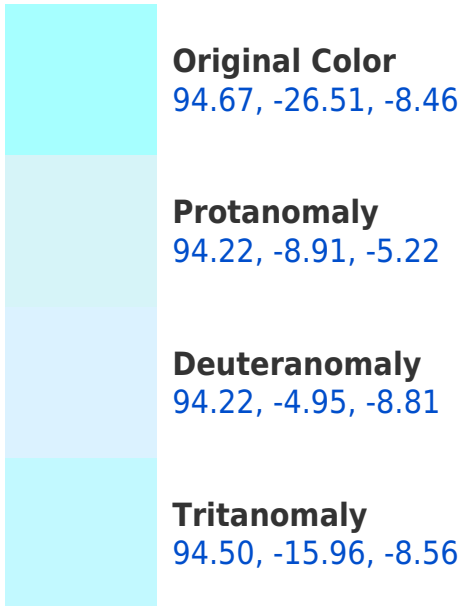 Original Color
94.67, -26.51, -8.46
Protanomaly
94.22, -8.91, -5.22
Deuteranomaly
94.22, -4.95, -8.81
Tritanomaly
94.50, -15.96, -8.56